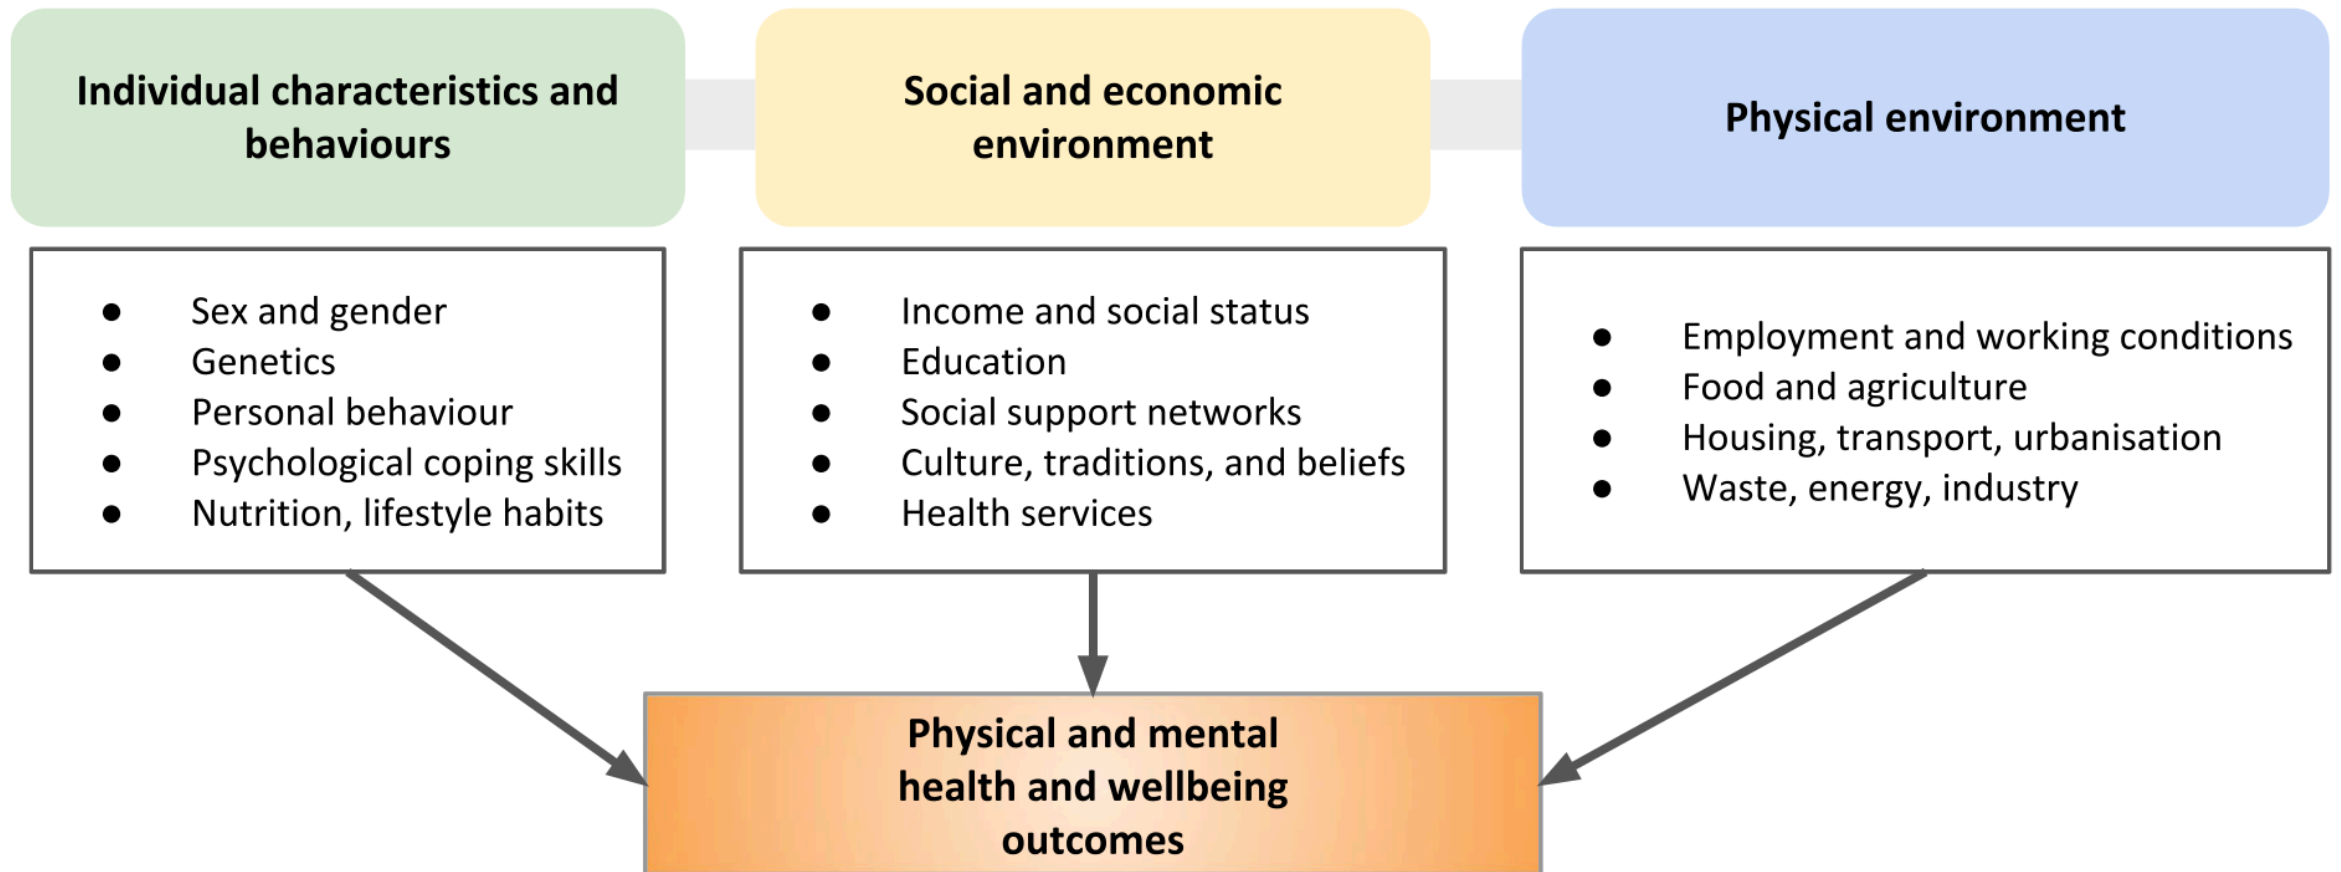 Individual characteristics and
behaviours
Social and economic
environment
Physical environment
● Sex and gender
● Genetics
● Personal behaviour
● Psychological coping skills
● Nutrition, lifestyle habits
● Income and social status
● Education
● Social support networks
● Culture, traditions, and beliefs
● Health services
● Employment and working conditions
● Food and agriculture
● Housing, transport, urbanisation
● Waste, energy, industry
Physical and mental
health and wellbeing
outcomes